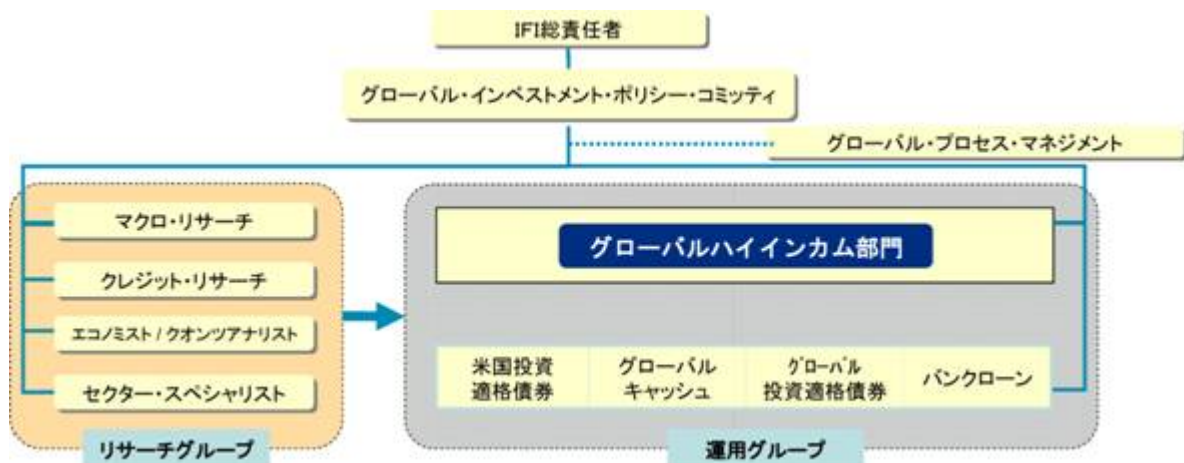 IFI総責任者
グローバル・インベストメント・ポリシー・コミッティ
グローバル・プロセス・マネジメント
マクロ・リサーチ
クレジット・リサーチ
エコノミスト / クオンツアナリスト
セクター・スペシャリスト
リサーチグループ
グローバルハイインカム部門
米国投資
適格債券
グローバル
キャッシュ
グローバル
投資適格債券
バンクローン
運用グループ